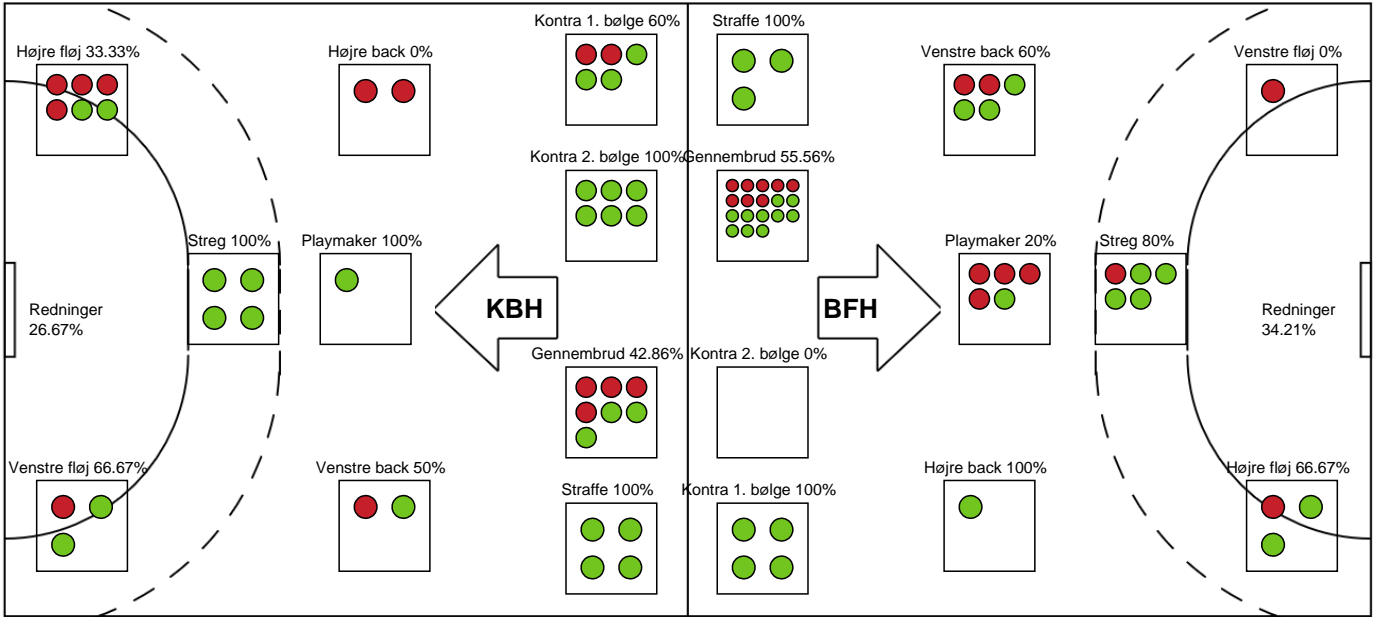 Kontra 1. bølge 60%
Straffe 100%
Højre fløj 33.33%
Højre back 0%
Venstre back 60%
Venstre fløj 0%
Kontra 2. bølge 100%
Gennembrud 55.56%
Streg 100%
Playmaker 100%
Playmaker 20%
Streg 80%
Redninger
26.67%
KBH
BFH
Redninger
34.21%
Gennembrud 42.86%
Kontra 2. bølge 0%
Venstre fløj 66.67%
Venstre back 50%
Højre back 100%
Højre fløj 66.67%
Straffe 100%
Kontra 1. bølge 100%